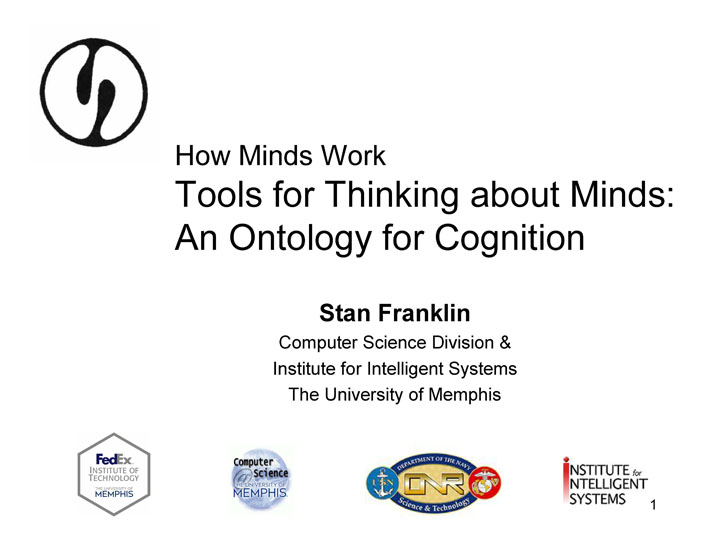 How Minds Work
Tools for Thinking about Minds:
An Ontology for Cognition
Stan Franklin
Computer Science Division &
Institute for Intelligent Systems
The University of Memphis
FedEx
INSTITUTE OF
TECHNOLOGY
THE UNIVERSITY OF
MEMPHIS
Computer
@Science
THE UNIVERSITY OF
MEMPHIS
DEPARTMENT OF THE NAVY
ONR
Science & Technology
INSTITUTE for
INTELLIGENT
SYSTEMS
1